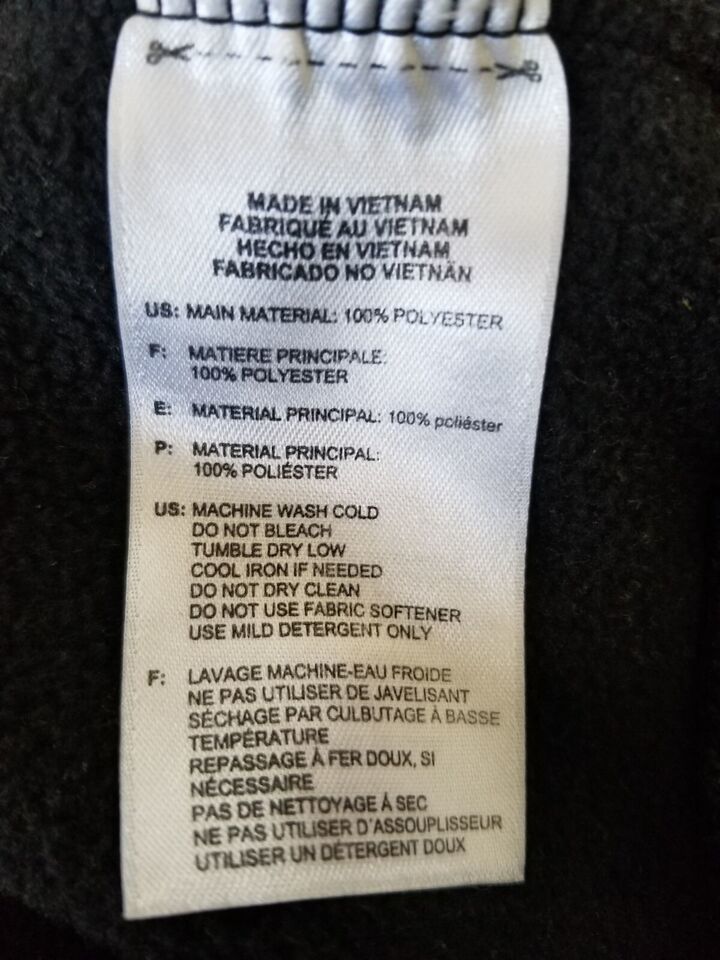 MADE IN VIETNAM
FABRIQUÉ AU VIETNAM
HECHO EN VIETNAM
FABRICADO NO VIETNÄN
US: MAIN MATERIAL: 100% POLYESTER
F: MATIERE PRINCIPALE:
100% POLYESTER
E: MATERIAL PRINCIPAL: 100% poliéster
P: MATERIAL PRINCIPAL:
100% POLIÉSTER
US: MACHINE WASH COLD
DO NOT BLEACH
TUMBLE DRY LOW
COOL IRON IF NEEDED
DO NOT DRY CLEAN
DO NOT USE FABRIC SOFTENER
USE MILD DETERGENT ONLY
F: LAVAGE MACHINE-EAU FROIDE
NE PAS UTILISER DE JAVELISANT
SÉCHAGE PAR CULBUTAGE À BASSE
TEMPÉRATURE
REPASSAGE À FER DOUX, SI
NÉCESSAIRE
PAS DE NETTOYAGE À SEC
NE PAS UTILISER D'ASSOUPLISSEUR
UTILISER UN DÉTERGENT DOUX